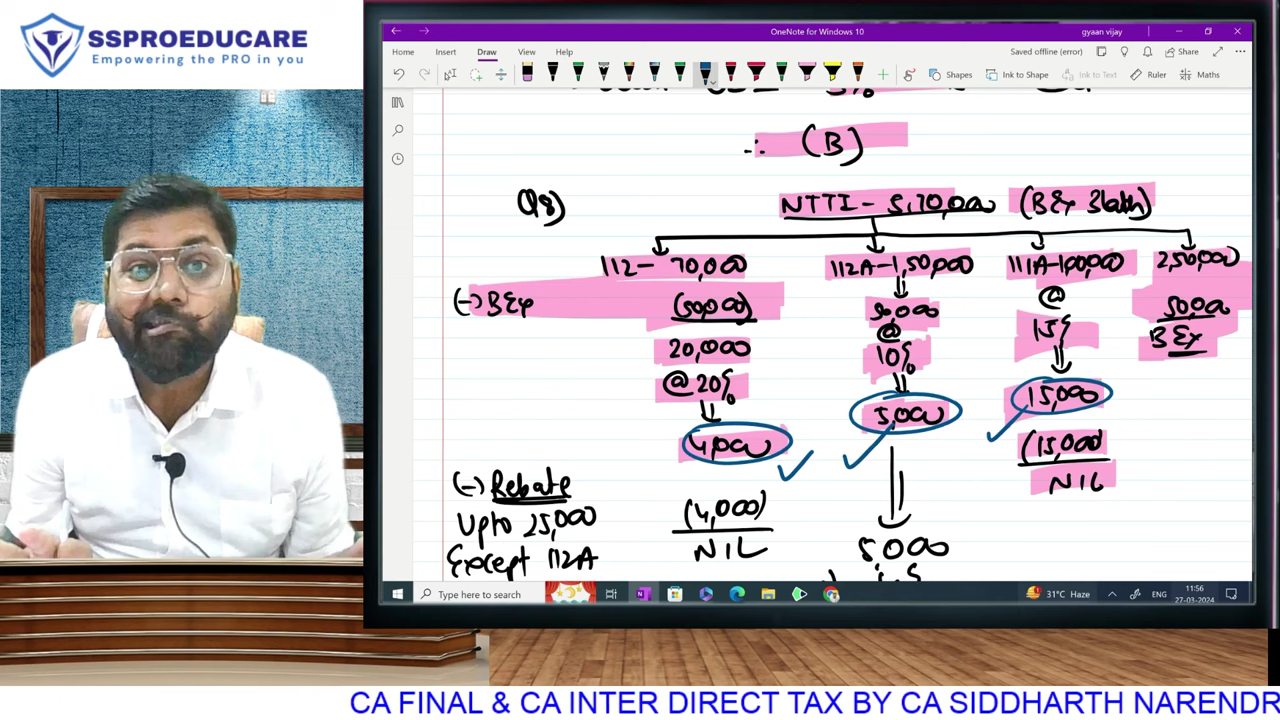 SSPROEDUCARE
Empowering the PRO in you
OneNote for Windows 10
gyaan vijay
Home Insert Draw View Help
Saved offline (error)
Share
Shapes
Ink to Shape
Ink to Text
Ruler
Maths
∴ (B)
Q8)
NTTI - 5,70,000 (BEx 3 lakh)
112 - 70,000
112A - 1,50,000
111A - 1,00,000
2,50,000
(-) BEx
(50,000)
50,000
@
50,000
20,000
@
15%
BEx
@ 20%
10%
4,000
5,000
15,000
(15,000)
NIL
(-) Rebate
Upto 25,000
Except 112A
(4,000)
NIL
5,000
Type here to search
31°C Haze
ENG
11:56
27-03-2024
CA FINAL & CA INTER DIRECT TAX BY CA SIDDHARTH NARENDR